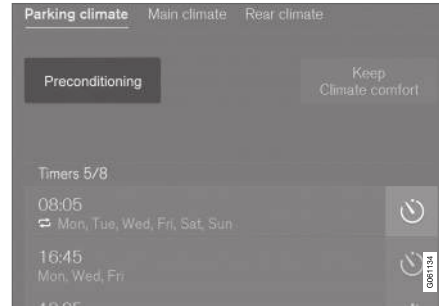 Parking climate Main climate Rear climate
Preconditioning
Keep
Climate comfort
Timers 5/8
08:05
Mon, Tue, Wed, Fri, Sat, Sun
16:45
Mon, Wed, Fri
G061134